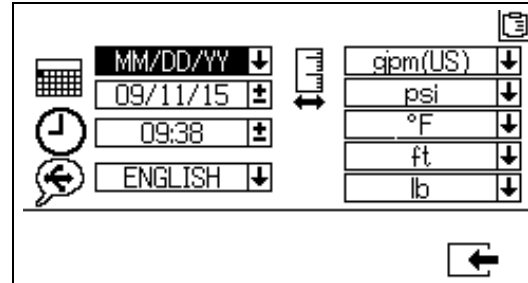 MM/DD/YY
09/11/15
09:38
ENGLISH
gpm(US)
psi
°F
ft
lb